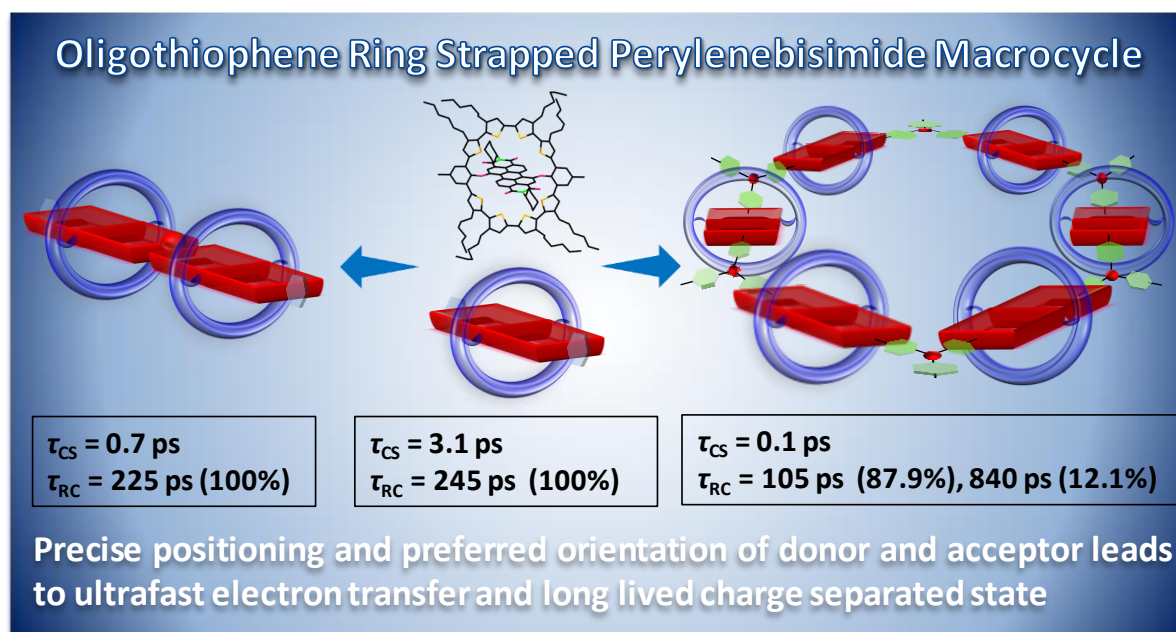 Oligothiophene Ring Strapped Perylenebisimide Macrocycle
τCS = 0.7 ps
τRC = 225 ps (100%)
τCS = 3.1 ps
τRC = 245 ps (100%)
τCS = 0.1 ps
τRC = 105 ps (87.9%), 840 ps (12.1%)
Precise positioning and preferred orientation of donor and acceptor leads
to ultrafast electron transfer and long lived charge separated state